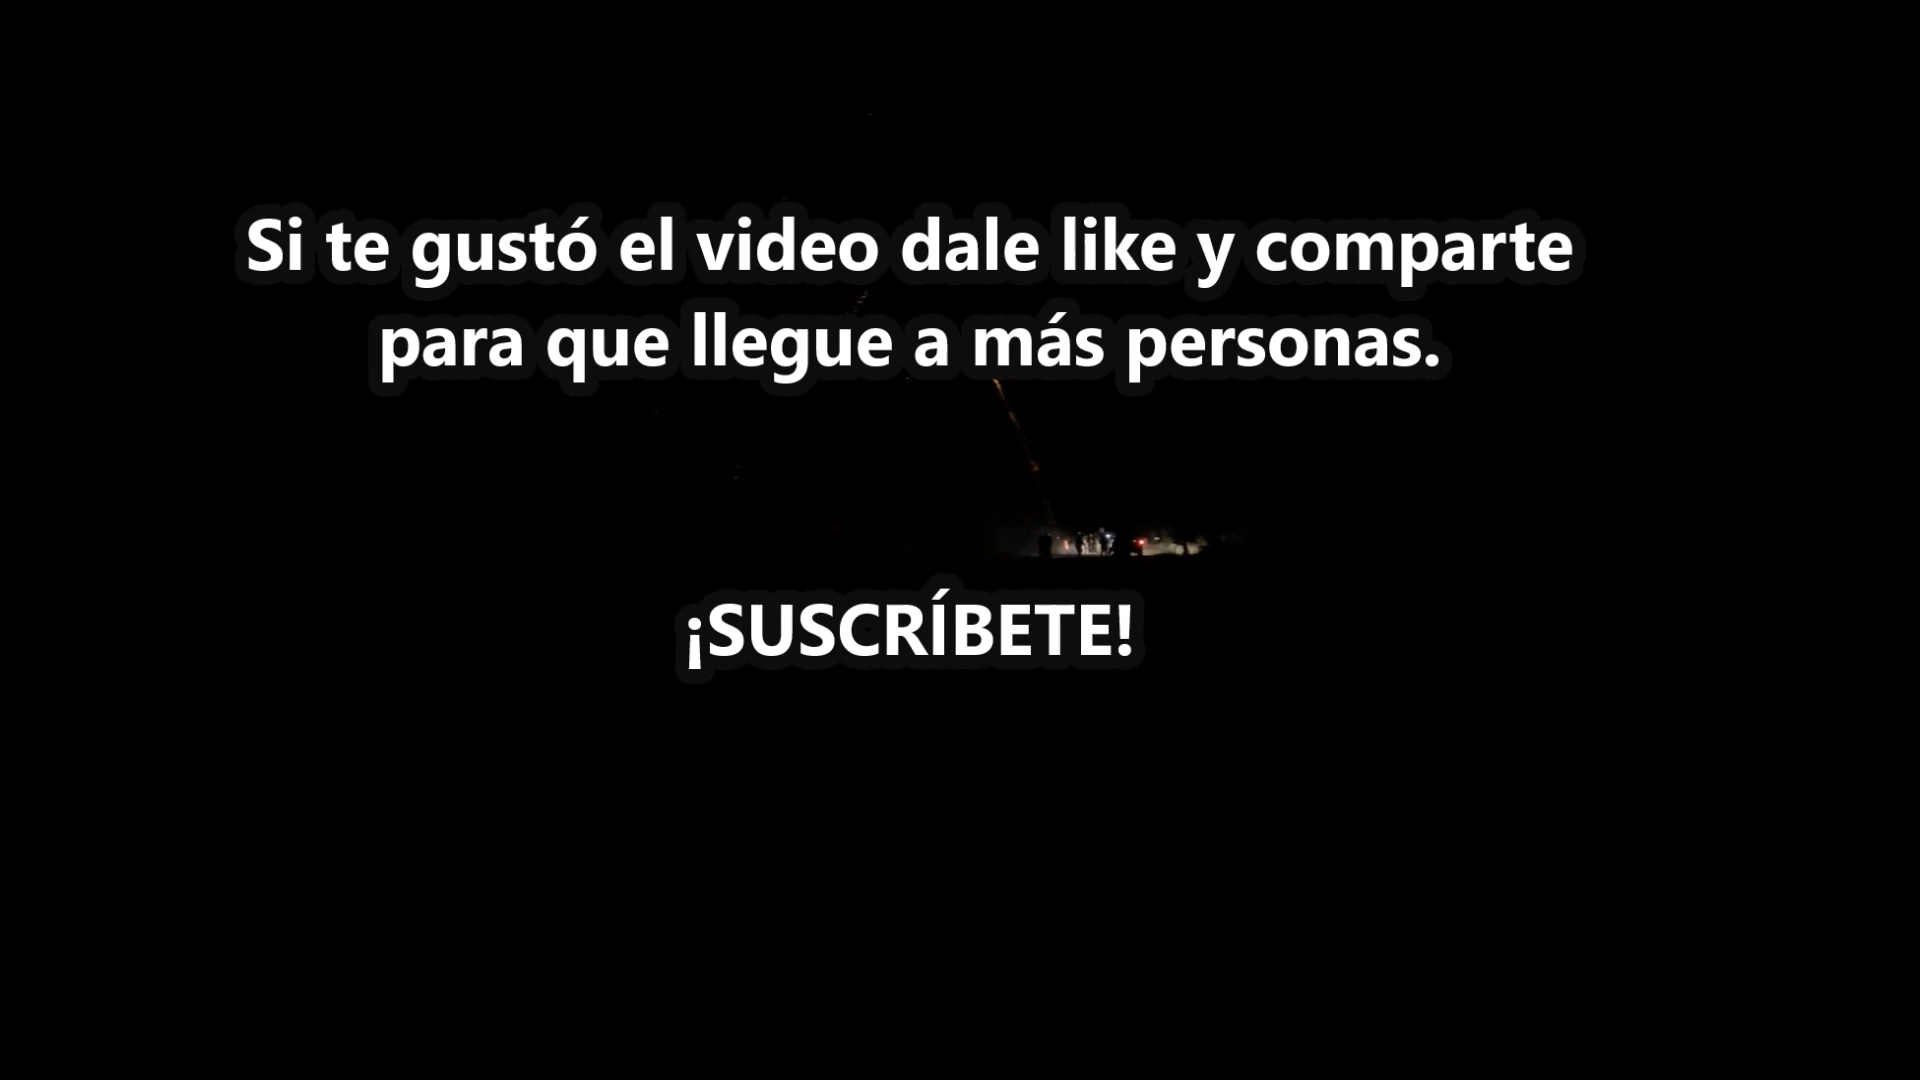 Si te gustó el video dale like y comparte
para que llegue a más personas.
¡SUSCRÍBETE!